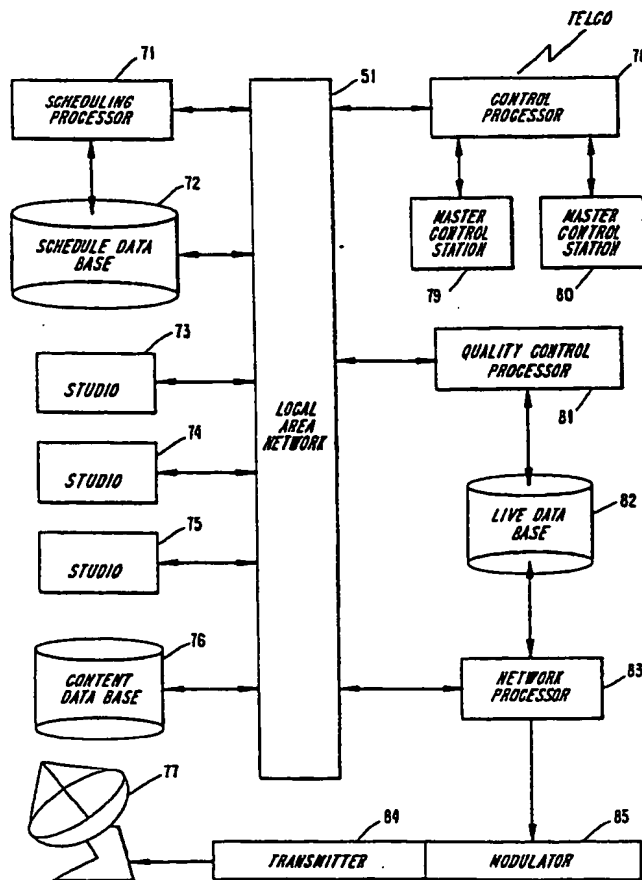 TELCO
71
51
78
SCHEDULING
PROCESSOR
CONTROL
PROCESSOR
72
SCHEDULE DATA
BASE
MASTER
CONTROL
STATION
MASTER
CONTROL
STATION
79
80
73
STUDIO
QUALITY CONTROL
PROCESSOR
81
LOCAL
AREA
NETWORK
74
STUDIO
82
LIVE DATA
BASE
75
STUDIO
76
CONTENT
DATA BASE
NETWORK
PROCESSOR
83
77
84
85
TRANSMITTER
MODULATOR